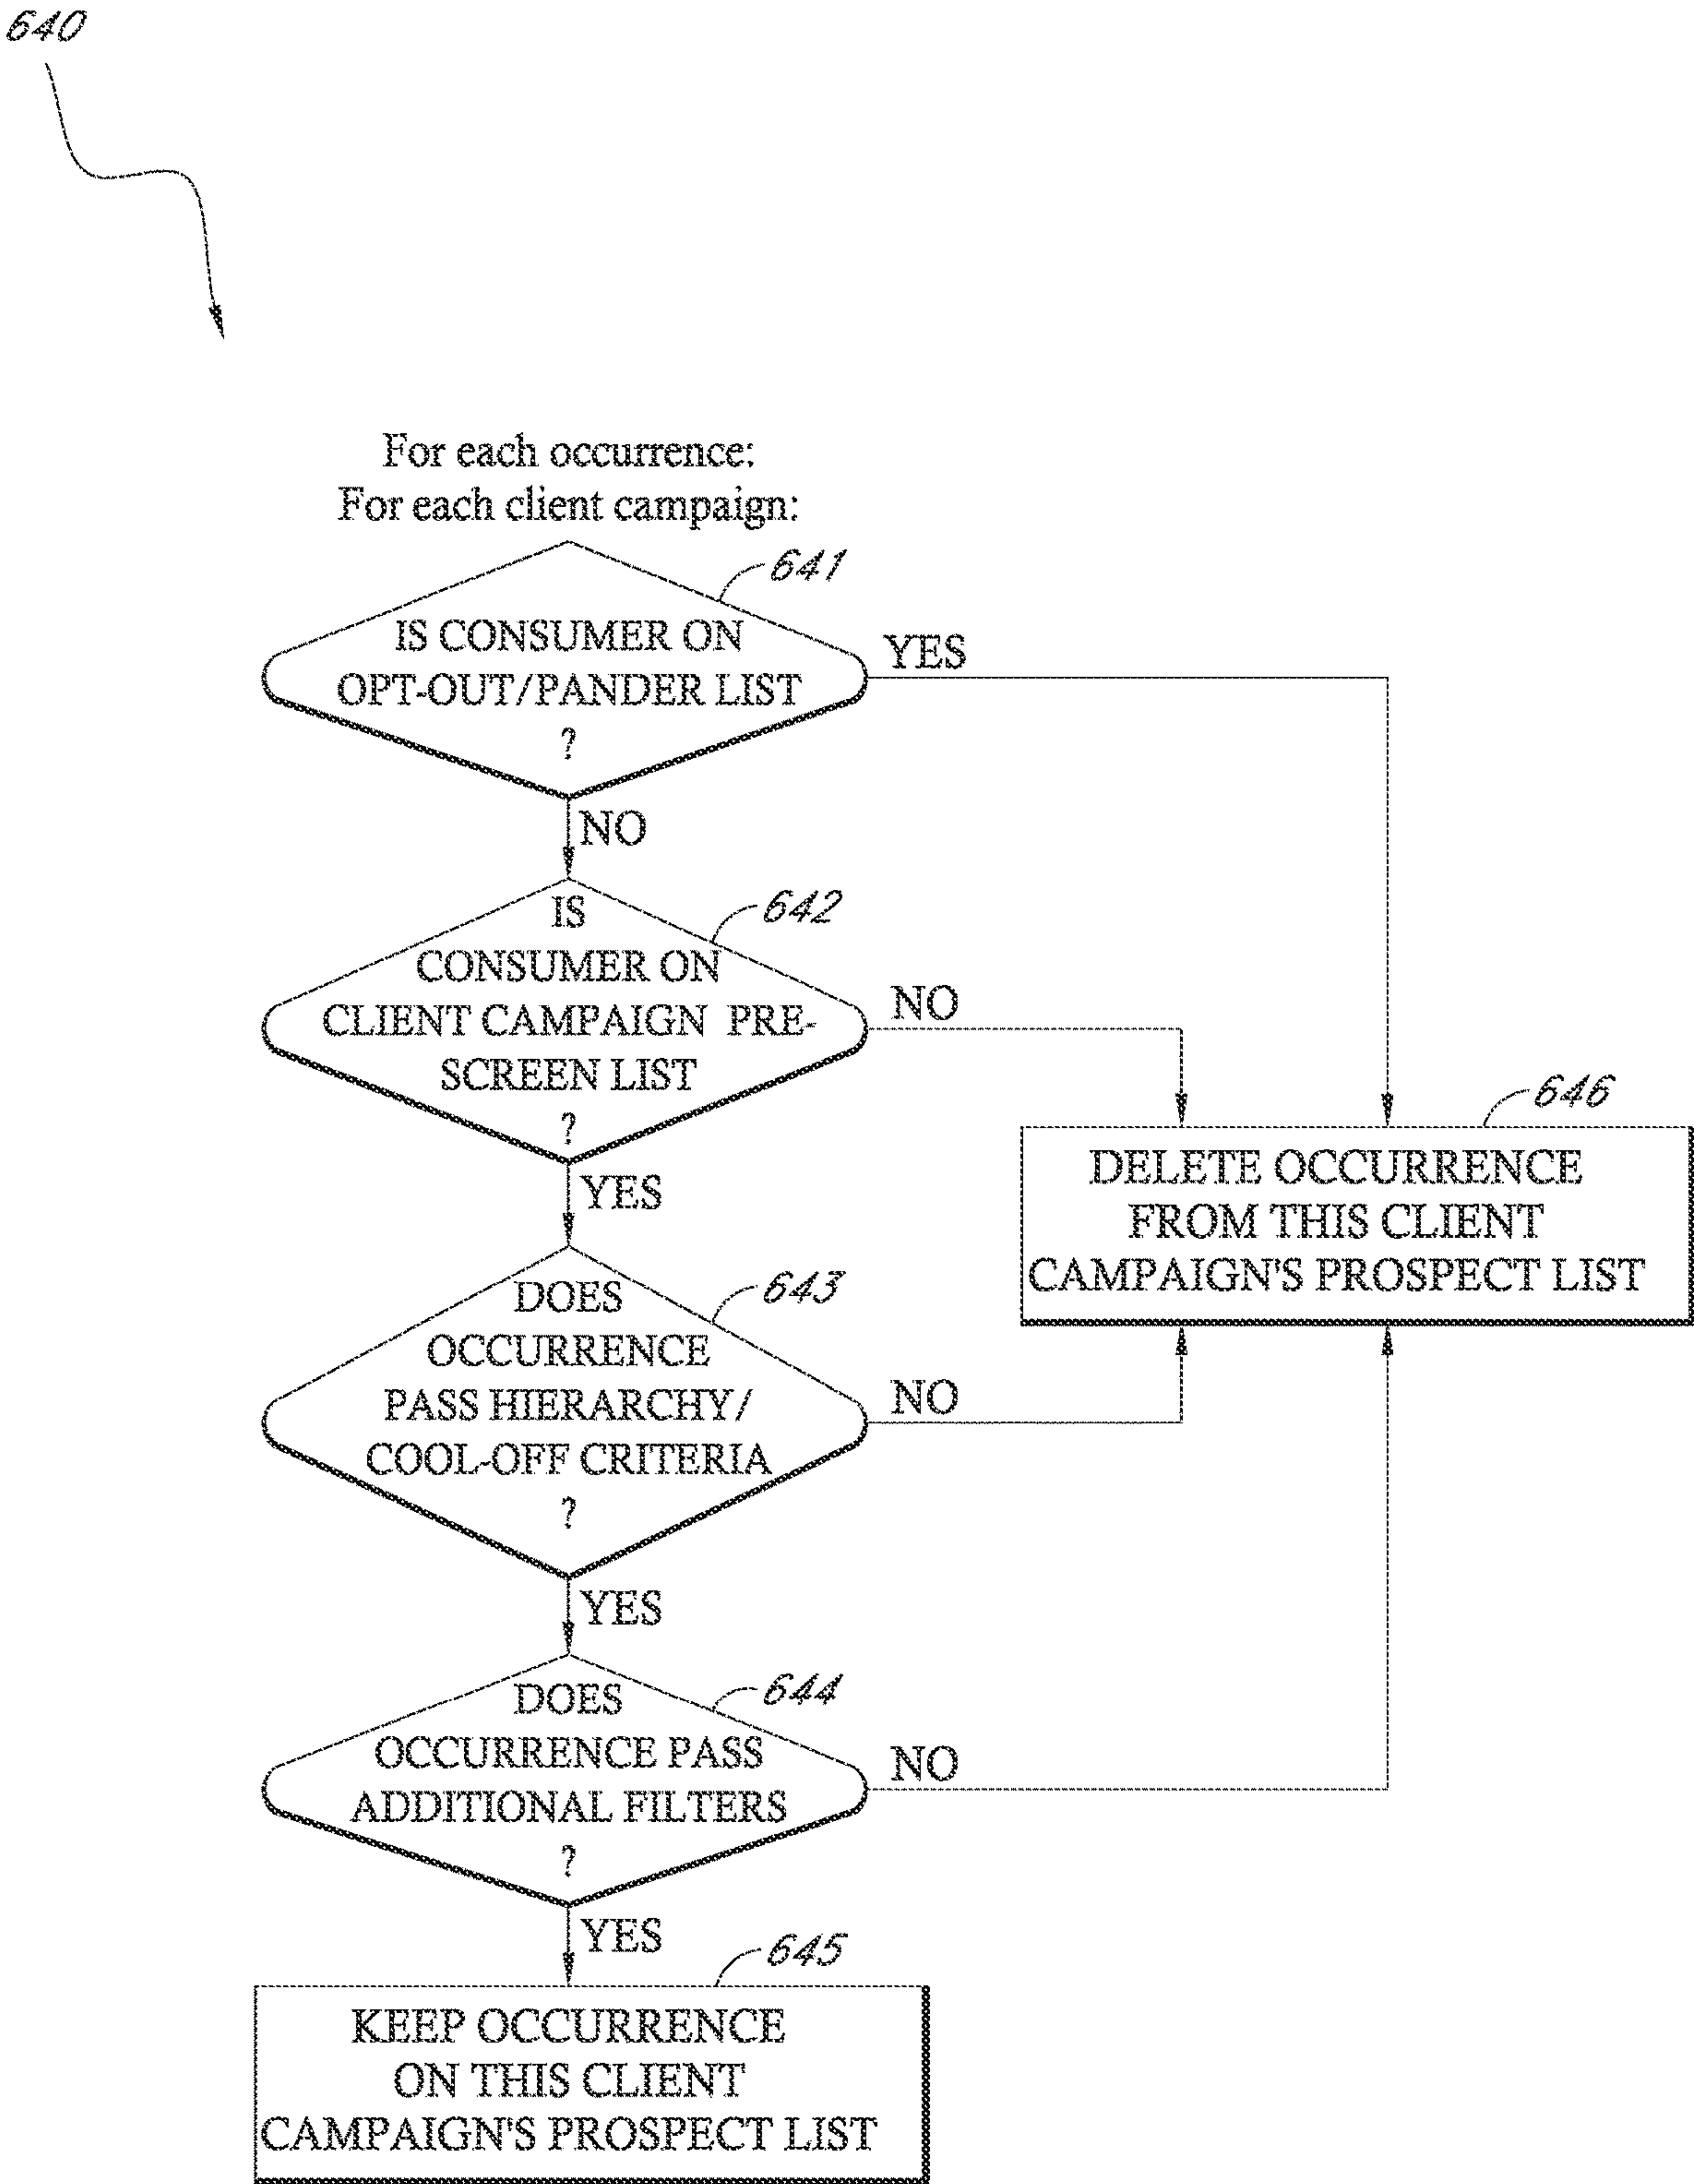 640
For each occurrence:
For each client campaign:
641
IS CONSUMER ON
OPT-OUT/PANDER LIST
?
YES
NO
642
IS
CONSUMER ON
CLIENT CAMPAIGN PRE-
SCREEN LIST
?
NO
YES
646
DELETE OCCURRENCE
FROM THIS CLIENT
CAMPAIGN'S PROSPECT LIST
643
DOES
OCCURRENCE
PASS HIERARCHY/
COOL-OFF CRITERIA
?
NO
YES
644
DOES
OCCURRENCE PASS
ADDITIONAL FILTERS
?
NO
YES
645
KEEP OCCURRENCE
ON THIS CLIENT
CAMPAIGN'S PROSPECT LIST